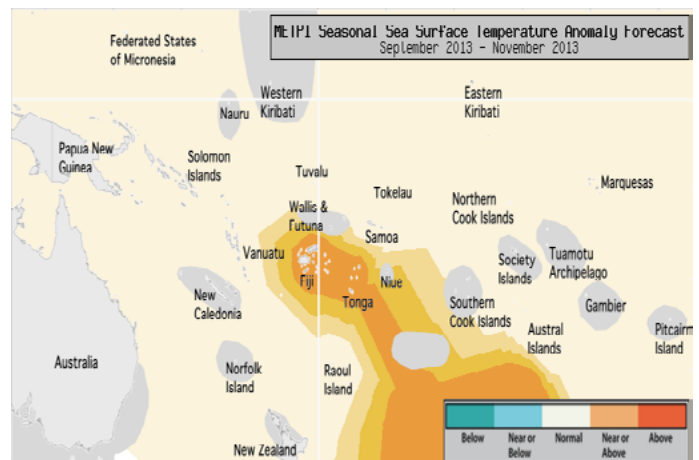 METPI Seasonal Sea Surface Temperature Anomaly Forecast
September 2013 - November 2013
Federated States
of Micronesia
Western
Kiribati
Eastern
Kiribati
Nauru
Papua New
Guinea
Solomon
Islands
Tuvalu
Tokelau
Marquesas
Wallis &
Futuna
Northern
Cook Islands
Samoa
Vanuatu
Society
Islands
Tuamotu
Archipelago
Fiji
Niue
New
Caledonia
Tonga
Southern
Cook Islands
Gambier
Austral
Islands
Pitcairn
Island
Australia
Norfolk
Island
Raoul
Island
New Zealand
Below
Near or
Below
Normal
Near or
Above
Above